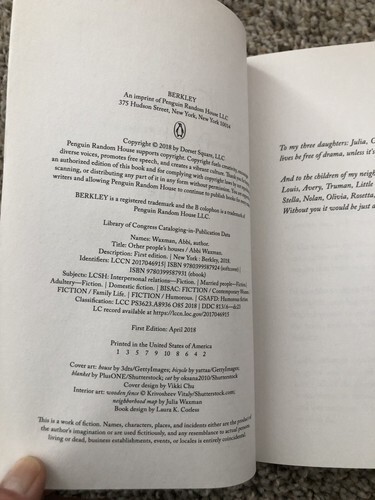 BERKLEY
An imprint of Penguin Random House LLC
375 Hudson Street, New York, New York 10014
Copyright © 2018 by Dorset Square, LLC
Penguin Random House supports copyright. Copyright fuels creativity, encourages
diverse voices, promotes free speech, and creates a vibrant culture. Thank you for buying
an authorized edition of this book and for complying with copyright laws by not reproducing,
scanning, or distributing any part of it in any form without permission. You are supporting
writers and allowing Penguin Random House to continue to publish books for every reader.
BERKLEY is a registered trademark and the B colophon is a trademark of
Penguin Random House LLC.
Library of Congress Cataloging-in-Publication Data
Names: Waxman, Abbi, author.
Title: Other people's houses / Abbi Waxman.
Description: First edition. | New York : Berkley, 2018.
Identifiers: LCCN 2017046915 | ISBN 9780399587924 (softcover) |
ISBN 9780399587931 (ebook)
Subjects: LCSH: Interpersonal relations—Fiction. | Married people—Fiction.
Adultery—Fiction. | Domestic fiction. | BISAC: FICTION / Contemporary Women.
FICTION / Family Life. | FICTION / Humorous. | GSAFD: Humorous fiction
Classification: LCC PS3623.A8936 O85 2018 | DDC 813/.6—dc23
LC record available at https://lccn.loc.gov/2017046915
First Edition: April 2018
Printed in the United States of America
1 3 5 7 9 10 8 6 4 2
Cover art: house by 3dts/GettyImages; bicycle by yattaa/GettyImages;
blanket by PlusONE/Shutterstock; cat by oksana2010/Shutterstock
Cover design by Vikki Chu
Interior art: wooden fence © Krivosheev Vitaly/Shutterstock.com;
neighborhood map by Julia Waxman
Book design by Laura K. Corless
This is a work of fiction. Names, characters, places, and incidents either are the product of
the author's imagination or are used fictitiously, and any resemblance to actual persons,
living or dead, business establishments, events, or locales is entirely coincidental.
To my three daughters: Julia,
lives be free of drama, unless it's
And to the children of my neigh
Louis, Avery, Truman, Little
Stella, Nolan, Olivia, Rosetta,
Without you it would be just a